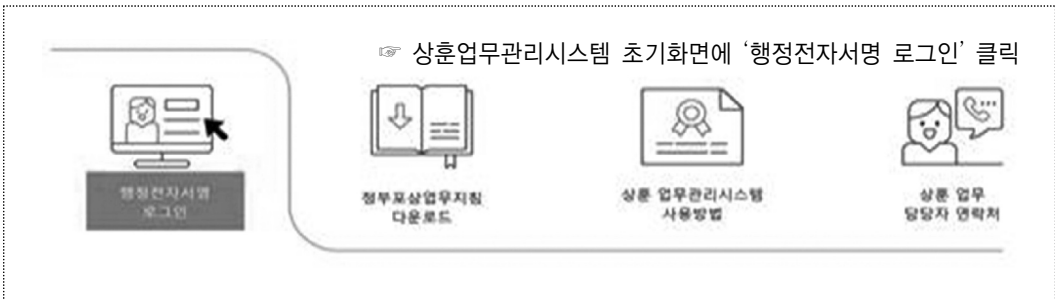 ☞ 상훈업무관리시스템 초기화면에 ‘행정전자서명 로그인’ 클릭
행정전자서명
로그인
정부포상업무지침
다운로드
상훈 업무관리시스템
사용방법
상훈 업무
담당자 연락처